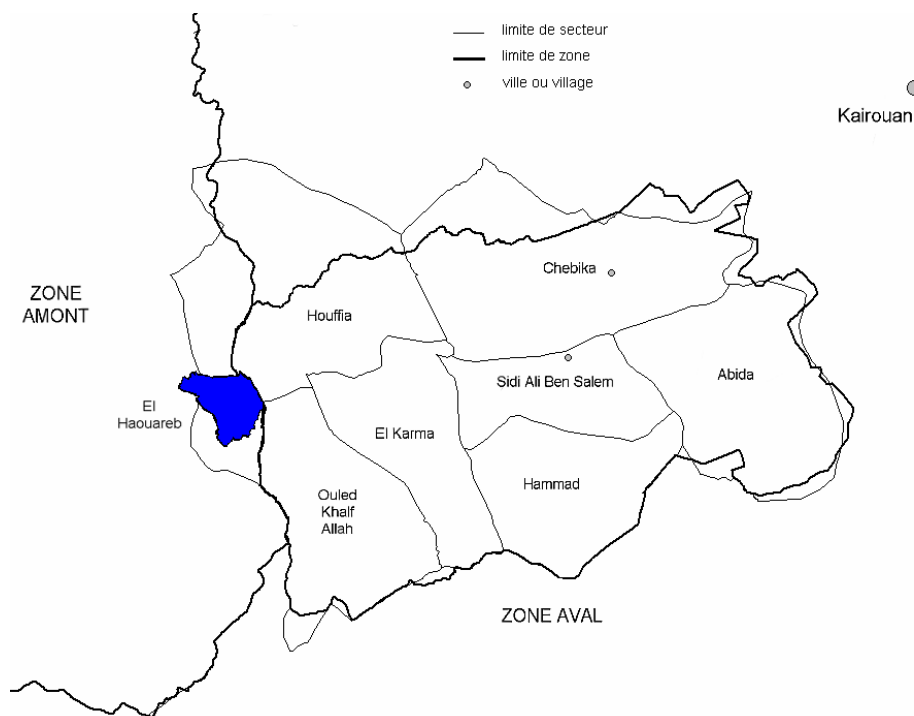 limite de secteur
limite de zone
ville ou village
Kairouan
Chebika
ZONE
AMONT
Houffia
Sidi Ali Ben Salem
Abida
El
Haouareb
El Karma
Hammad
Ouled
Khalf
Allah
ZONE AVAL